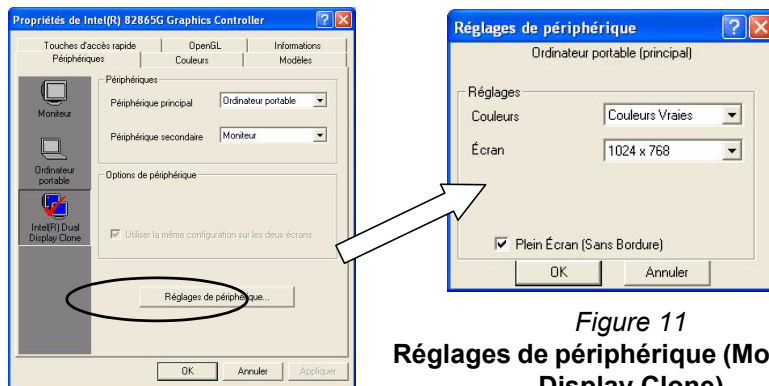 Propriétés de Intel(R) 82865G Graphics Controller
Touches d'accès rapide
OpenGL
Informations
Périphériques
Couleurs
Modèles
Moniteur
Ordinateur
portable
Intel(R) Dual
Display Clone
Périphériques
Périphérique principal
Ordinateur portable
Périphérique secondaire
Moniteur
Options de périphérique
Utiliser la même configuration sur les deux écrans
Réglages de périphérique...
OK
Annuler
Appliquer
Réglages de périphérique
Ordinateur portable (principal)
Réglages
Couleurs
Couleurs Vraies
Écran
1024 x 768
Plein Écran (Sans Bordure)
OK
Annuler
Figure 11
Réglages de périphérique (Mo
Display Clone)